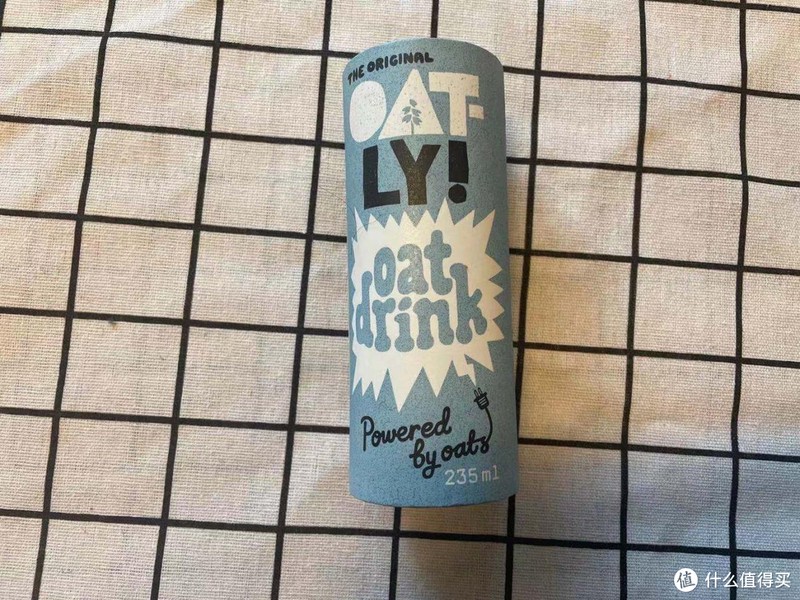 THE ORIGINAL
OAT-
LY!
oat
drink
Powered
by oats
235 ml
值 什么值得买